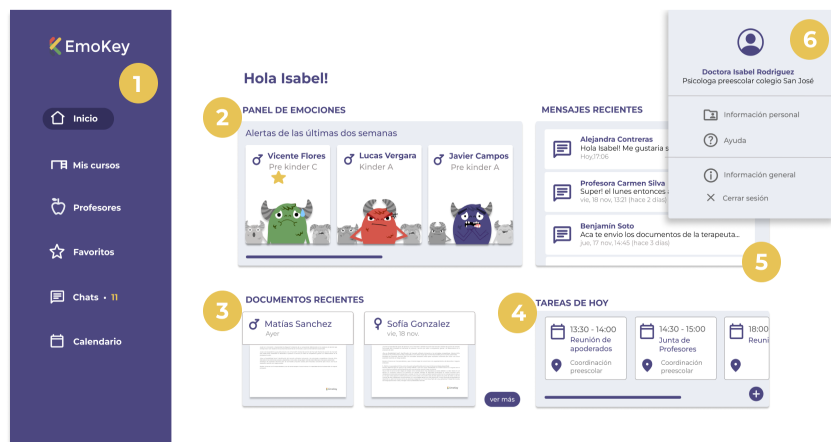 EmoKey
1
Inicio
Mis cursos
Profesores
Favoritos
Chats • 11
Calendario
Hola Isabel!
2
PANEL DE EMOCIONES
Alertas de las últimas dos semanas
Vicente Flores
Pre kinder C
Lucas Vergara
Kinder A
Javier Campos
Pre kinder A
MENSAJES RECIENTES
Alejandra Contreras
Hola Isabel! Me gustaria s
Hoy,17:06
Profesora Carmen Silva
Super! el lunes entonces
vie, 18 nov, 13:21 (hace 2 dias)
Benjamín Soto
Aca te envio los documentos de la terapeuta...
jue, 17 nov, 14:45 (hace 3 dias)
5
6
Doctora Isabel Rodriguez
Psicologa preescolar colegio San José
Información personal
Ayuda
Información general
Cerrar sesión
3
DOCUMENTOS RECIENTES
Matías Sanchez
Ayer
Sofía Gonzalez
vie, 18 nov.
ver más
4
TAREAS DE HOY
13:30 - 14:00
Reunión de
apoderados
Coordinación
preescolar
14:30 - 15:00
Junta de
Profesores
Coordinación
preescolar
18:00
Reuni